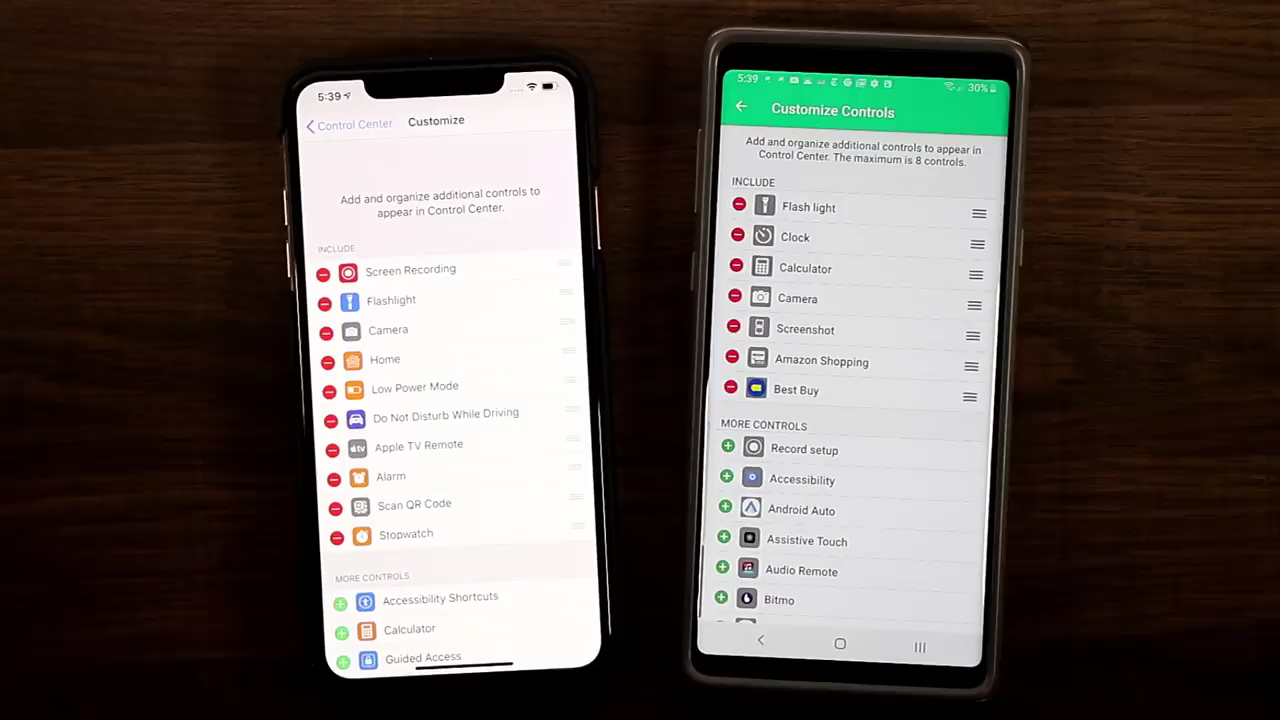 5:39
Control Center
Customize
Add and organize additional controls to
appear in Control Center.
INCLUDE
Screen Recording
Flashlight
Camera
Home
Low Power Mode
Do Not Disturb While Driving
tv
Apple TV Remote
Alarm
Scan QR Code
Stopwatch
MORE CONTROLS
Accessibility Shortcuts
Calculator
Guided Access
5:39
30%
Customize Controls
Add and organize additional controls to appear in
Control Center. The maximum is 8 controls.
INCLUDE
Flash light
Clock
Calculator
Camera
Screenshot
Amazon Shopping
Best Buy
MORE CONTROLS
Record setup
Accessibility
Android Auto
Assistive Touch
Audio Remote
Bitmo